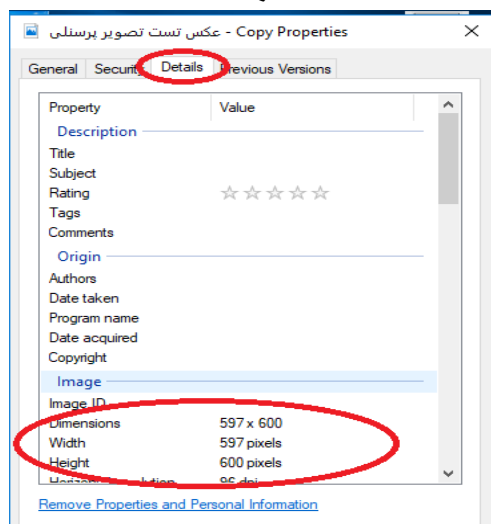 عکس تست تصویر پرسنلی - Copy Properties
General Security Details Previous Versions
Property Value
Description
Title
Subject
Rating
Tags
Comments
Origin
Authors
Date taken
Program name
Date acquired
Copyright
Image
Image ID
Dimensions 597 x 600
Width 597 pixels
Height 600 pixels
Horizontal resolution 96 dpi
Remove Properties and Personal Information